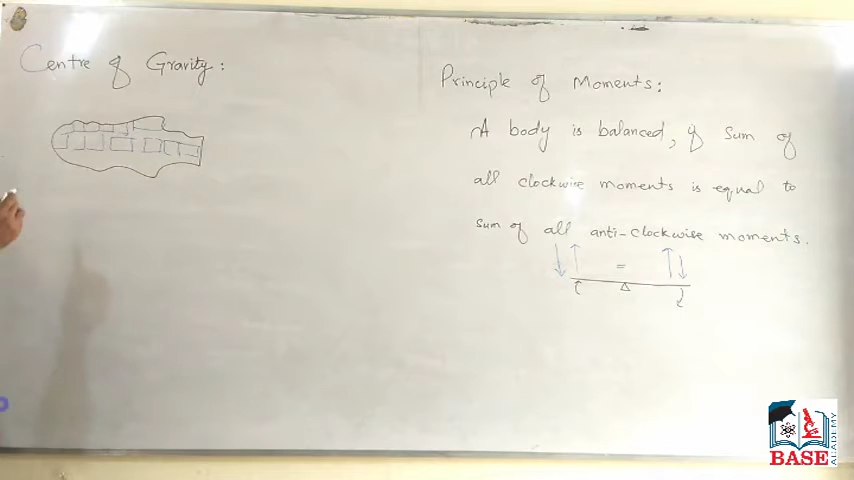 Centre of Gravity:
Principle of Moments:
A body is balanced, if sum of
all clockwise moments is equal to
sum of all anti-clockwise moments.
=
BASE
ACADEMY